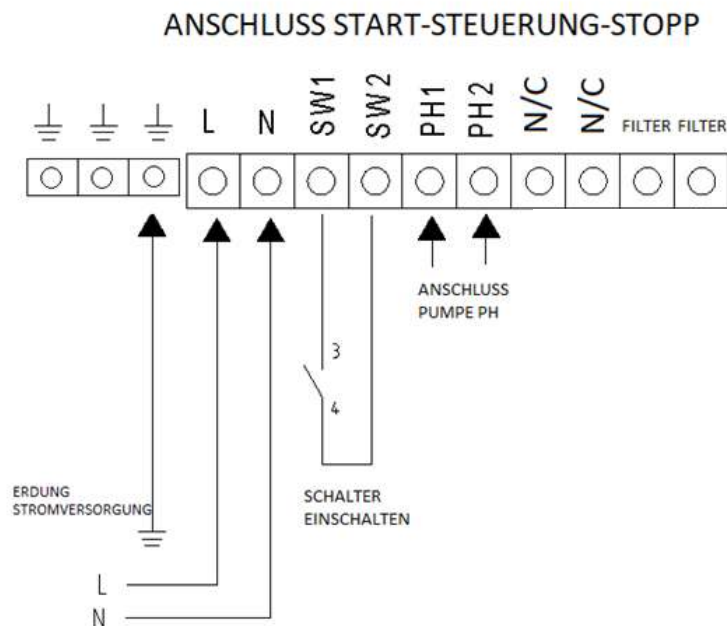 ANSCHLUSS START-STEUERUNG-STOPP
L N SW1 SW2 PH1 PH2 N/C N/C FILTER FILTER
ANSCHLUSS
PUMPE PH
3
4
ERDUNG
STROMVERSORGUNG
SCHALTER
EINSCHALTEN
L
N